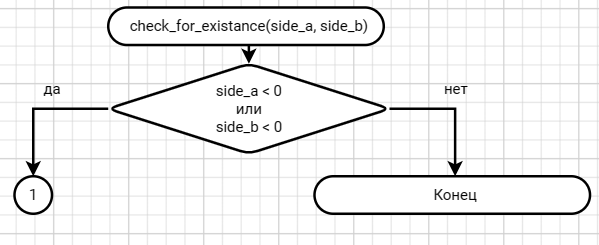 check_for_existance(side_a, side_b)
да
side_a < 0
или
side_b < 0
нет
1
Конец